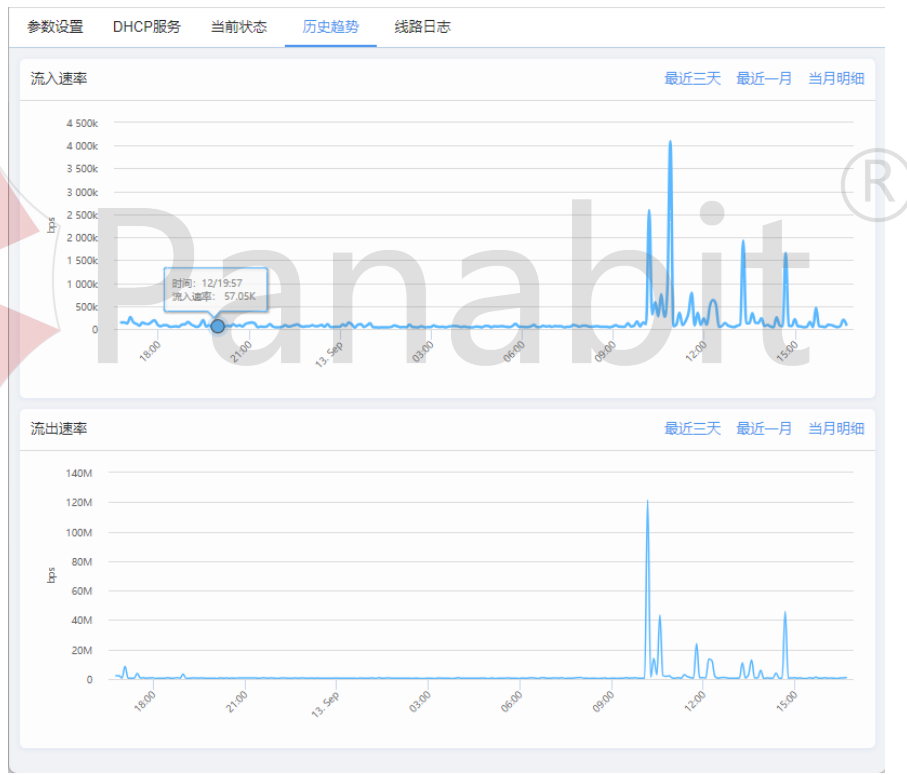 参数设置 DHCP服务 当前状态 历史趋势 线路日志
流入速率 最近三天 最近一月 当月明细
4 500k
4 000k
3 500k
3 000k
2 500k
2 000k
1 500k
1 000k
500k
0
bps
时间: 12/19:57
流入速率: 57.05K
18:00 21:00 13. Sep 03:00 06:00 09:00 12:00 15:00
Panabit®
流出速率 最近三天 最近一月 当月明细
140M
120M
100M
80M
60M
40M
20M
0
bps
18:00 21:00 13. Sep 03:00 06:00 09:00 12:00 15:00